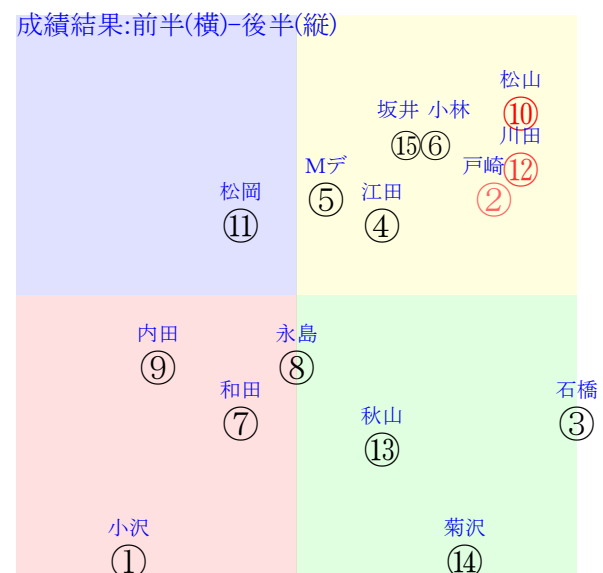 成績結果:前半(横)-後半(縦)
松山
⑩
坂井 小林
⑮⑥
川田
⑫
戸崎
②
Mデ
⑤
江田
④
松岡
⑪
内田
⑨
永島
⑧
和田
⑦
石橋
③
秋山
⑬
小沢
①
菊沢
⑭